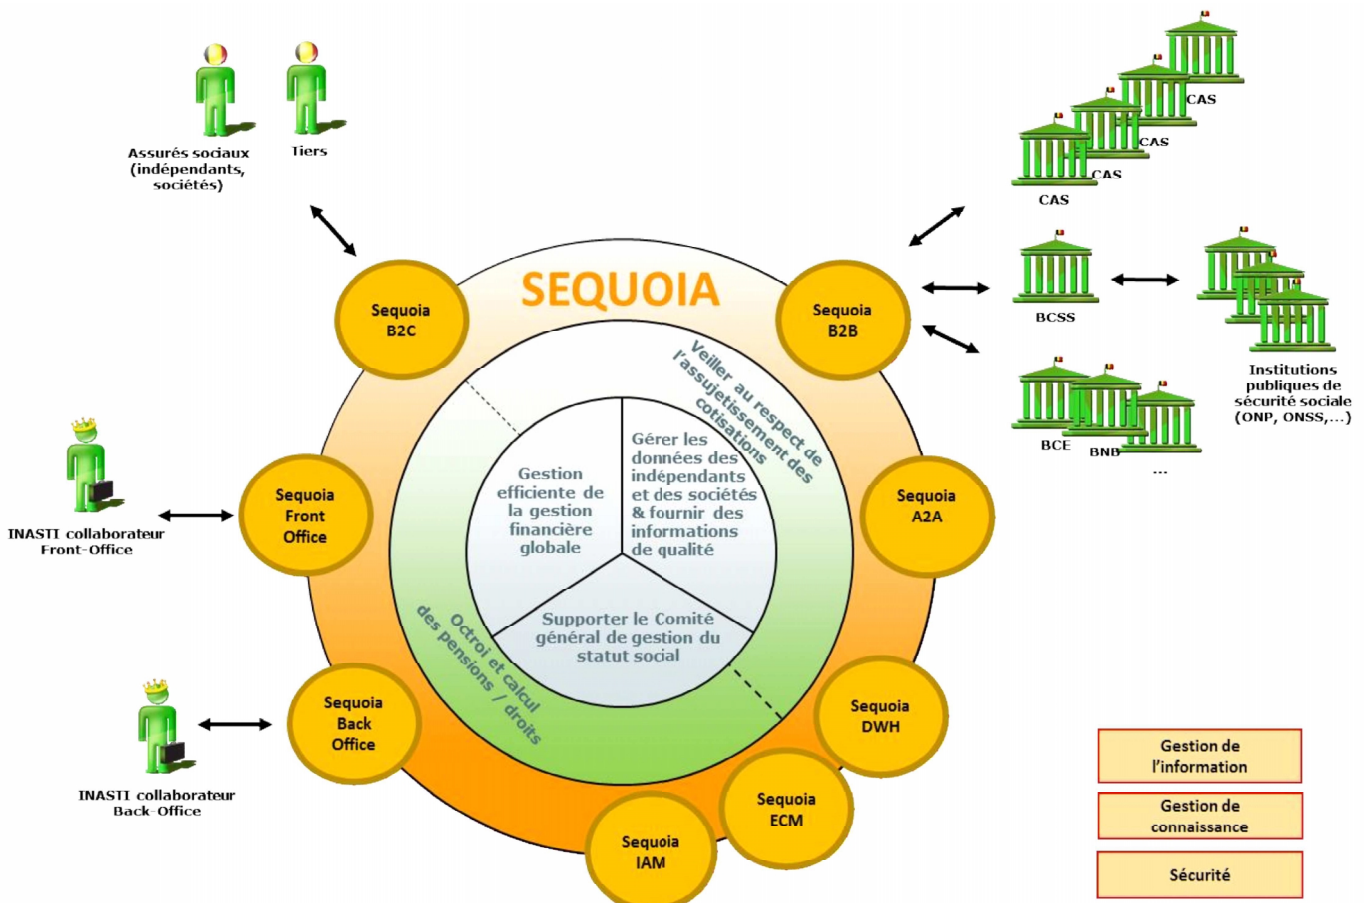 Assurés sociaux
(indépendants,
sociétés)
Tiers
CAS
CAS
CAS
CAS
BCSS
Institutions
publiques de
sécurité sociale
(ONP, ONSS,...)
BCE
BNB
...
SEQUOIA
Sequoia
B2C
Sequoia
B2B
INASTI collaborateur
Front-Office
Sequoia
Front
Office
Sequoia
A2A
INASTI collaborateur
Back-Office
Sequoia
Back
Office
Sequoia
DWH
Sequoia
ECM
Sequoia
IAM
Veiller au respect de
l'assujetissement des
cotisations
Octroi et calcul
des pensions / droits
Gestion
efficiente de
la gestion
financière
globale
Gérer les
données des
indépendants
et des sociétés
& fournir des
informations
de qualité
Supporter le Comité
général de gestion du
statut social
Gestion de
l'information
Gestion de
connaissance
Sécurité